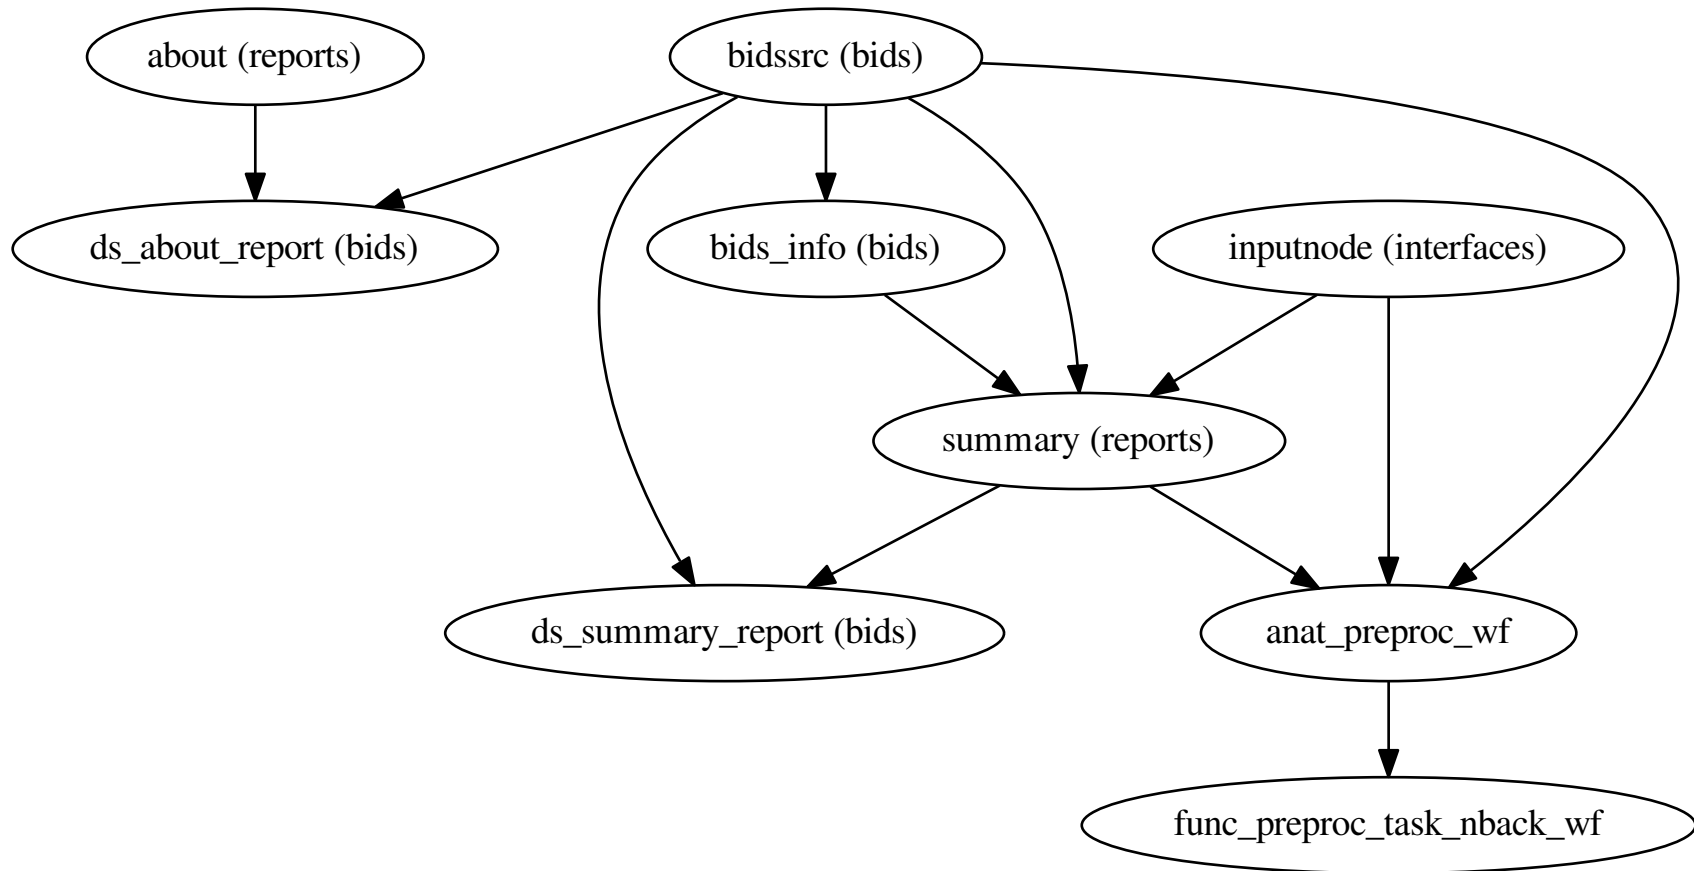 about (reports)
bidssrc (bids)
ds_about_report (bids)
bids_info (bids)
inputnode (interfaces)
summary (reports)
ds_summary_report (bids)
anat_preproc_wf
func_preproc_task_nback_wf